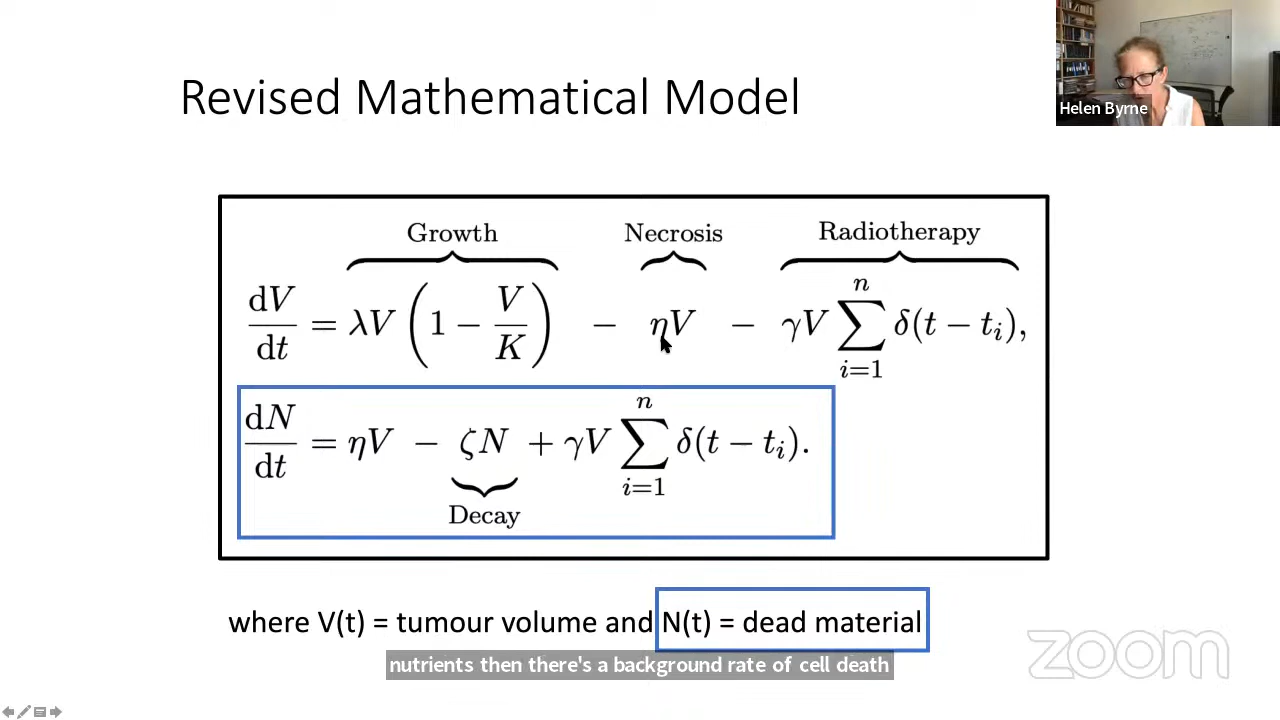 Helen Byrne
Revised Mathematical Model
Growth Necrosis Radiotherapy
dV/dt = λV (1 − V/K) − ηV − γV ∑_{i=1}^{n} δ(t − t_i),
dN/dt = ηV − ζN + γV ∑_{i=1}^{n} δ(t − t_i).
Decay
where V(t) = tumour volume and N(t) = dead material
nutrients then there's a background rate of cell death
zoom